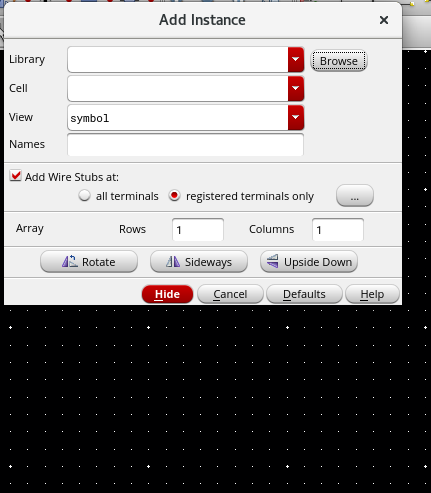 Add Instance
Library
Browse
Cell
View symbol
Names
Add Wire Stubs at:
all terminals registered terminals only ...
Array Rows 1 Columns 1
Rotate Sideways Upside Down
Hide Cancel Defaults Help